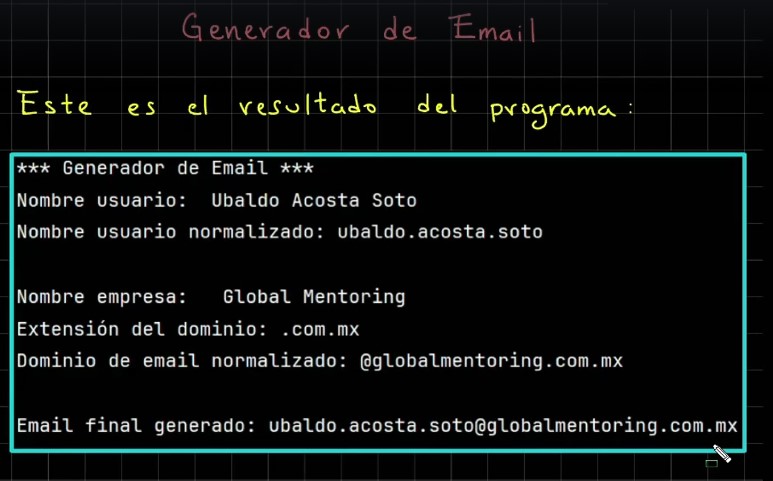 Generador de Email
Este es el resultado del programa:
*** Generador de Email ***
Nombre usuario:  Ubaldo Acosta Soto
Nombre usuario normalizado: ubaldo.acosta.soto
Nombre empresa:   Global Mentoring
Extensión del dominio: .com.mx
Dominio de email normalizado: @globalmentoring.com.mx
Email final generado: ubaldo.acosta.soto@globalmentoring.com.mx